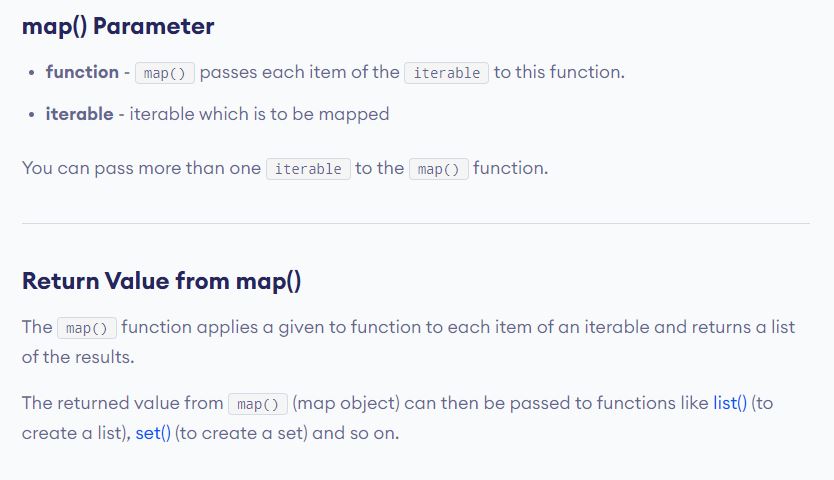 map() Parameter
• function - map() passes each item of the iterable to this function.
• iterable - iterable which is to be mapped
You can pass more than one iterable to the map() function.
Return Value from map()
The map() function applies a given to function to each item of an iterable and returns a list
of the results.
The returned value from map() (map object) can then be passed to functions like list() (to
create a list), set() (to create a set) and so on.